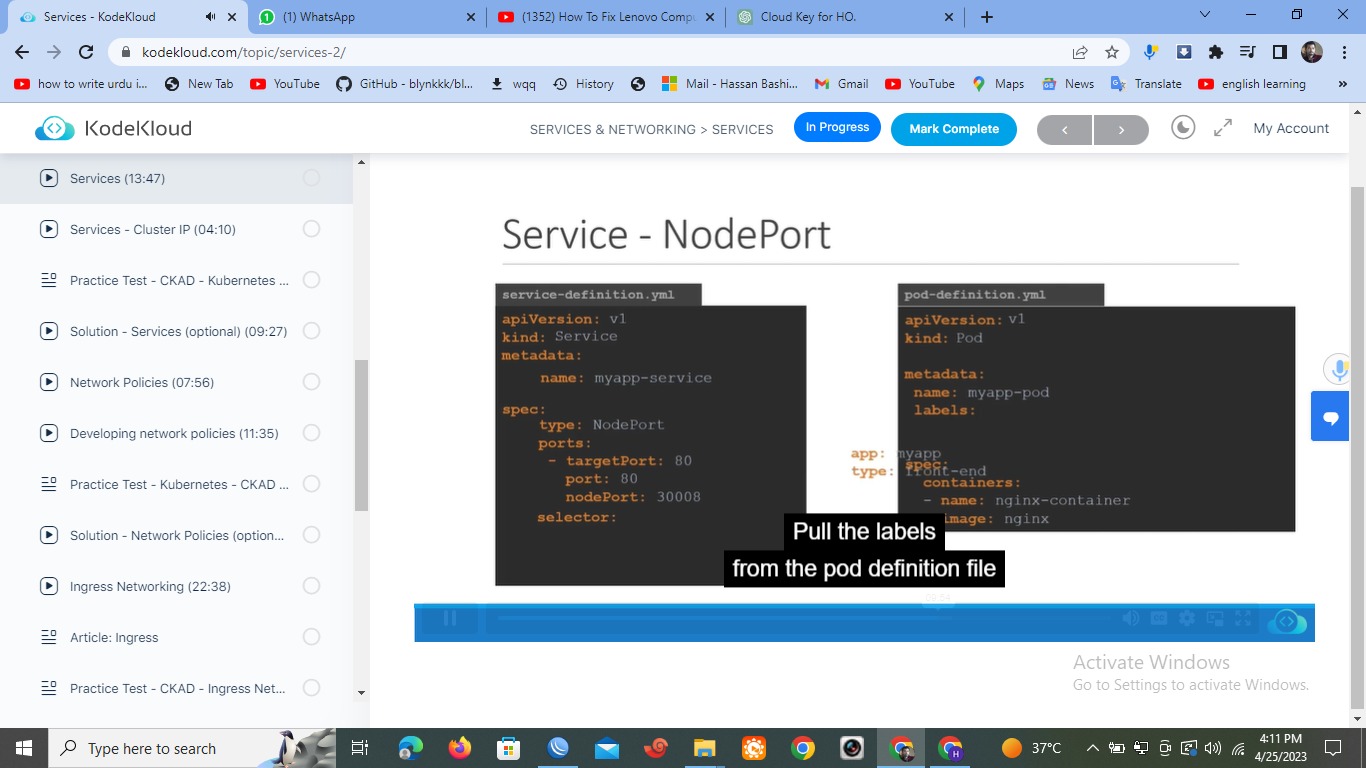 Services - KodeKloud
(1) WhatsApp
(1352) How To Fix Lenovo Compu
Cloud Key for HO.
kodekloud.com/topic/services-2/
how to write urdu i...
New Tab
YouTube
GitHub - blynkkk/bl...
wqq
History
Mail - Hassan Bashi...
Gmail
YouTube
Maps
News
Translate
english learning
»
KodeKloud
SERVICES & NETWORKING > SERVICES
In Progress
Mark Complete
My Account
Services (13:47)
Services - Cluster IP (04:10)
Practice Test - CKAD - Kubernetes ...
Solution - Services (optional) (09:27)
Network Policies (07:56)
Developing network policies (11:35)
Practice Test - Kubernetes - CKAD ...
Solution - Network Policies (option...
Ingress Networking (22:38)
Article: Ingress
Practice Test - CKAD - Ingress Net...
Service - NodePort
service-definition.yml
apiVersion: v1
kind: Service
metadata:
name: myapp-service
spec:
type: NodePort
ports:
- targetPort: 80
port: 80
nodePort: 30008
selector:
pod-definition.yml
apiVersion: v1
kind: Pod
metadata:
name: myapp-pod
labels:
app: myapp
type: front-end
spec:
containers:
- name: nginx-container
image: nginx
Pull the labels
from the pod definition file
Activate Windows
Go to Settings to activate Windows.
Type here to search
37°C
4:11 PM
4/25/2023